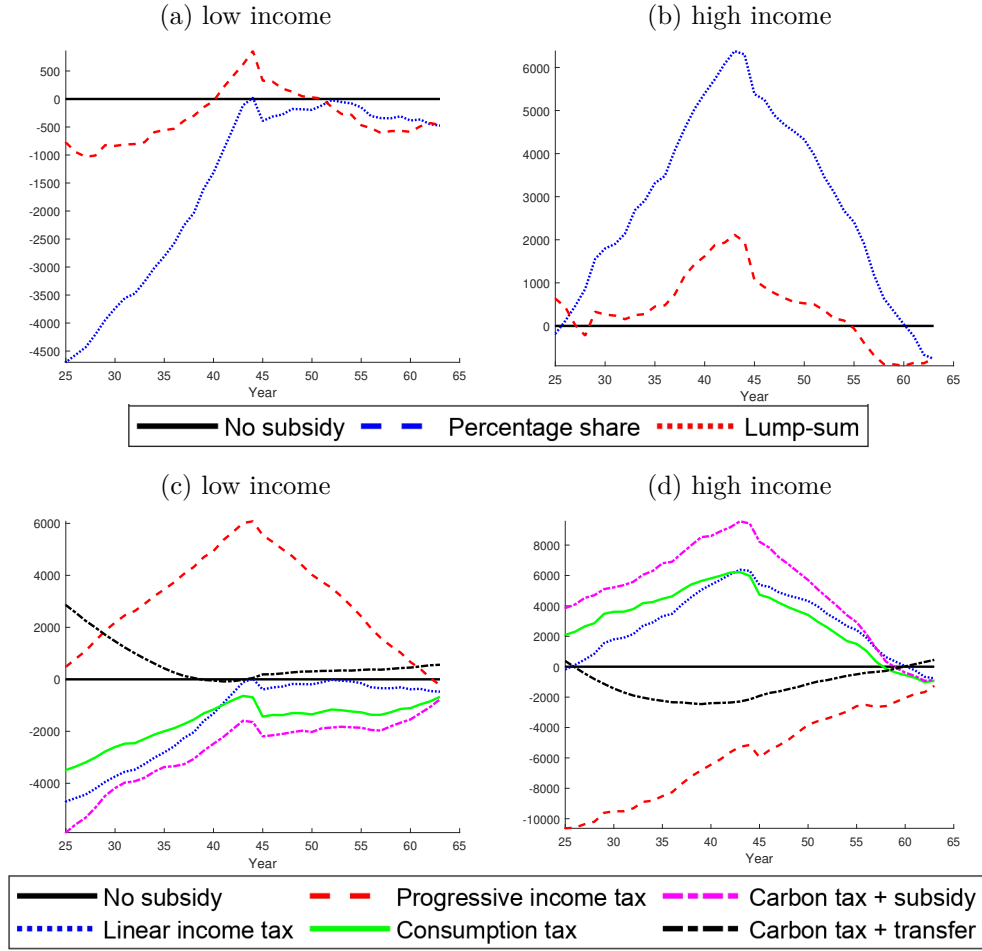 (a) low income
(b) high income
500
0
-500
-1000
-1500
-2000
-2500
-3000
-3500
-4000
-4500
25 30 35 40 45 50 55 60 65
Year
6000
5000
4000
3000
2000
1000
0
25 30 35 40 45 50 55 60 65
Year
No subsidy Percentage share Lump-sum
(c) low income
(d) high income
6000
4000
2000
0
-2000
-4000
25 30 35 40 45 50 55 60 65
Year
8000
6000
4000
2000
0
-2000
-4000
-6000
-8000
-10000
25 30 35 40 45 50 55 60 65
Year
No subsidy Progressive income tax Carbon tax + subsidy
Linear income tax Consumption tax Carbon tax + transfer